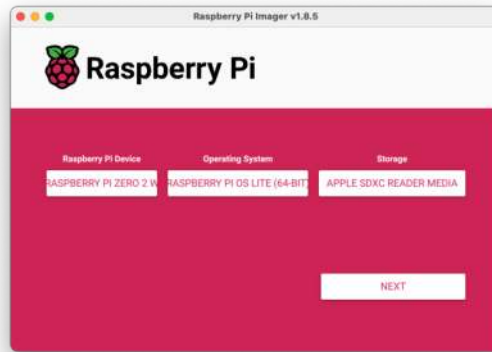 Raspberry Pi Imager v1.8.5
Raspberry Pi
Raspberry Pi Device
Operating System
Storage
RASPBERRY PI ZERO 2 W
RASPBERRY PI OS LITE (64-BIT)
APPLE SDXC READER MEDIA
NEXT